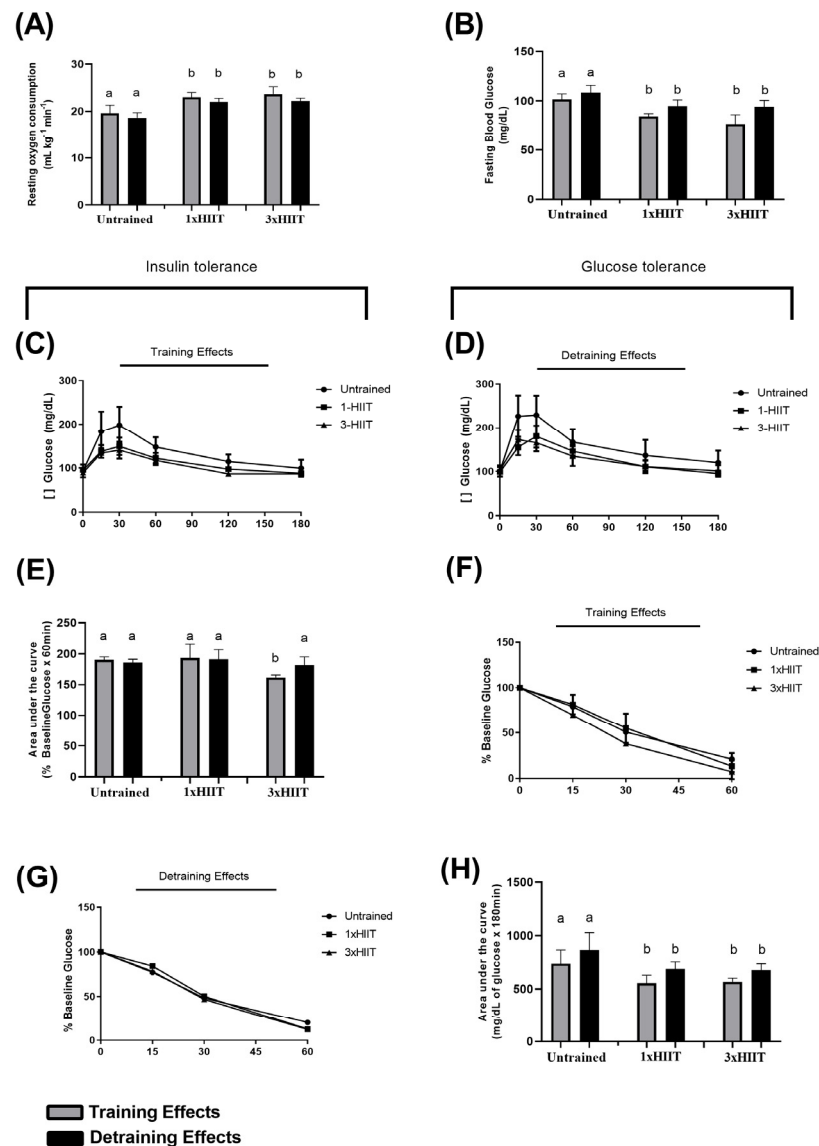 (A)
Resting oxygen consumption
(mL kg⁻¹ min⁻¹)
30
20
10
0
a a b b b b
Untrained 1xHIIT 3xHIIT
(B)
Fasting Blood Glucose
(mg/dL)
150
100
50
0
a a b b b b
Untrained 1xHIIT 3xHIIT
Insulin tolerance
Glucose tolerance
(C)
Training Effects
[ ] Glucose (mg/dL)
300
200
100
0
0 30 60 90 120 150 180
Untrained
1-HIIT
3-HIIT
(D)
Detraining Effects
[ ] Glucose (mg/dL)
300
200
100
0
0 30 60 90 120 150 180
Untrained
1-HIIT
3-HIIT
(E)
Area under the curve
(% BaselineGlucose x 60min)
250
200
150
100
50
0
a a a a b a
Untrained 1xHIIT 3xHIIT
(F)
Training Effects
% Baseline Glucose
150
100
50
0
0 15 30 45 60
Untrained
1xHIIT
3xHIIT
(G)
Detraining Effects
% Baseline Glucose
150
100
50
0
0 15 30 45 60
Untrained
1xHIIT
3xHIIT
(H)
Area under the curve
(mg/dL of glucose x 180min)
1500
1000
500
0
a a b b b b
Untrained 1xHIIT 3xHIIT
Training Effects
Detraining Effects